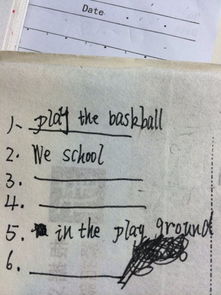 Date
1. play the baskball
2. We school
3.
4.
5. in the play ground
6.